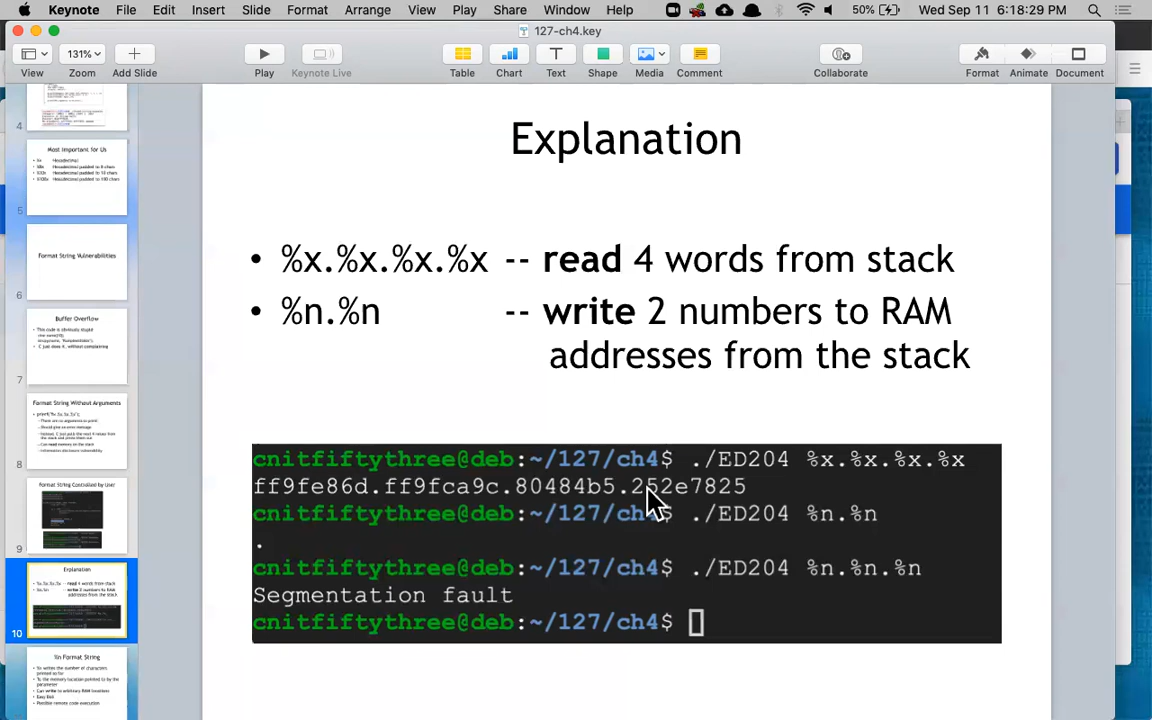 Keynote File Edit Insert Slide Format Arrange View Play Share Window Help 50% Wed Sep 11 6:18:29 PM
127-ch4.key
131%
View Zoom Add Slide Play Keynote Live Table Chart Text Shape Media Comment Collaborate Format Animate Document
4
Most Important for Us
5
Format String Vulnerabilities
6
Buffer Overflow
7
Format String Without Arguments
8
Format String Controlled by User
9
Explanation
10
%n Format String
Explanation
• %x.%x.%x.%x -- read 4 words from stack
• %n.%n -- write 2 numbers to RAM
addresses from the stack
cnitfiftythree@deb:~/127/ch4$ ./ED204 %x.%x.%x.%x
ff9fe86d.ff9fca9c.80484b5.252e7825
cnitfiftythree@deb:~/127/ch4$ ./ED204 %n.%n
.
cnitfiftythree@deb:~/127/ch4$ ./ED204 %n.%n.%n
Segmentation fault
cnitfiftythree@deb:~/127/ch4$